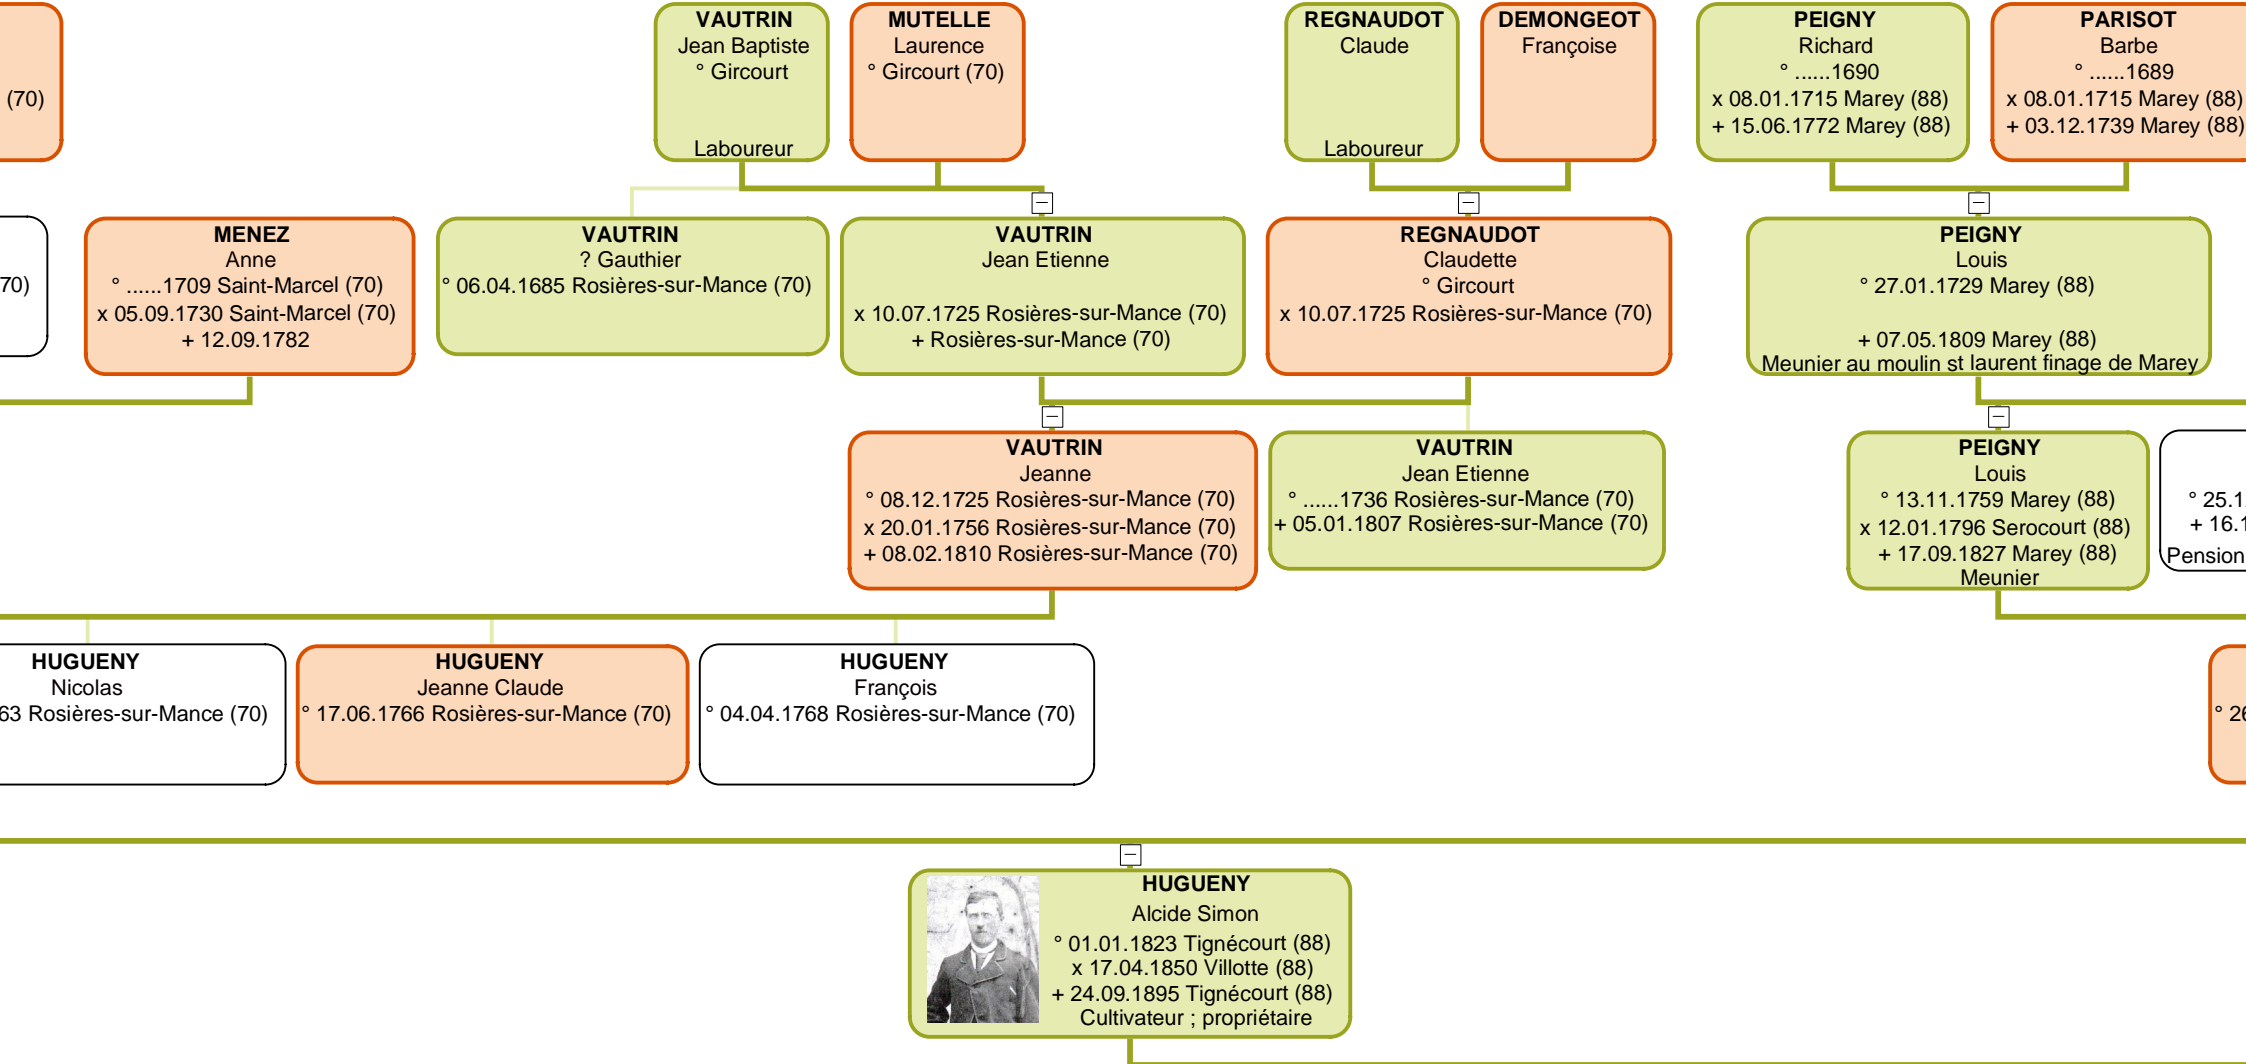 (70)
VAUTRIN
Jean Baptiste
° Gircourt
Laboureur
MUTELLE
Laurence
° Gircourt (70)
REGNAUDOT
Claude
Laboureur
DEMONGEOT
Françoise
PEIGNY
Richard
° ......1690
x 08.01.1715 Marey (88)
+ 15.06.1772 Marey (88)
PARISOT
Barbe
° ......1689
x 08.01.1715 Marey (88)
+ 03.12.1739 Marey (88)
70)
MENEZ
Anne
° ......1709 Saint-Marcel (70)
x 05.09.1730 Saint-Marcel (70)
+ 12.09.1782
VAUTRIN
? Gauthier
° 06.04.1685 Rosières-sur-Mance (70)
VAUTRIN
Jean Etienne
x 10.07.1725 Rosières-sur-Mance (70)
+ Rosières-sur-Mance (70)
REGNAUDOT
Claudette
° Gircourt
x 10.07.1725 Rosières-sur-Mance (70)
PEIGNY
Louis
° 27.01.1729 Marey (88)
+ 07.05.1809 Marey (88)
Meunier au moulin st laurent finage de Marey
VAUTRIN
Jeanne
° 08.12.1725 Rosières-sur-Mance (70)
x 20.01.1756 Rosières-sur-Mance (70)
+ 08.02.1810 Rosières-sur-Mance (70)
VAUTRIN
Jean Etienne
° ......1736 Rosières-sur-Mance (70)
+ 05.01.1807 Rosières-sur-Mance (70)
PEIGNY
Louis
° 13.11.1759 Marey (88)
x 12.01.1796 Serocourt (88)
+ 17.09.1827 Marey (88)
Meunier
° 25.1
+ 16.1
Pension
HUGUENY
Nicolas
63 Rosières-sur-Mance (70)
HUGUENY
Jeanne Claude
° 17.06.1766 Rosières-sur-Mance (70)
HUGUENY
François
° 04.04.1768 Rosières-sur-Mance (70)
° 26
HUGUENY
Alcide Simon
° 01.01.1823 Tignécourt (88)
x 17.04.1850 Villotte (88)
+ 24.09.1895 Tignécourt (88)
Cultivateur ; propriétaire